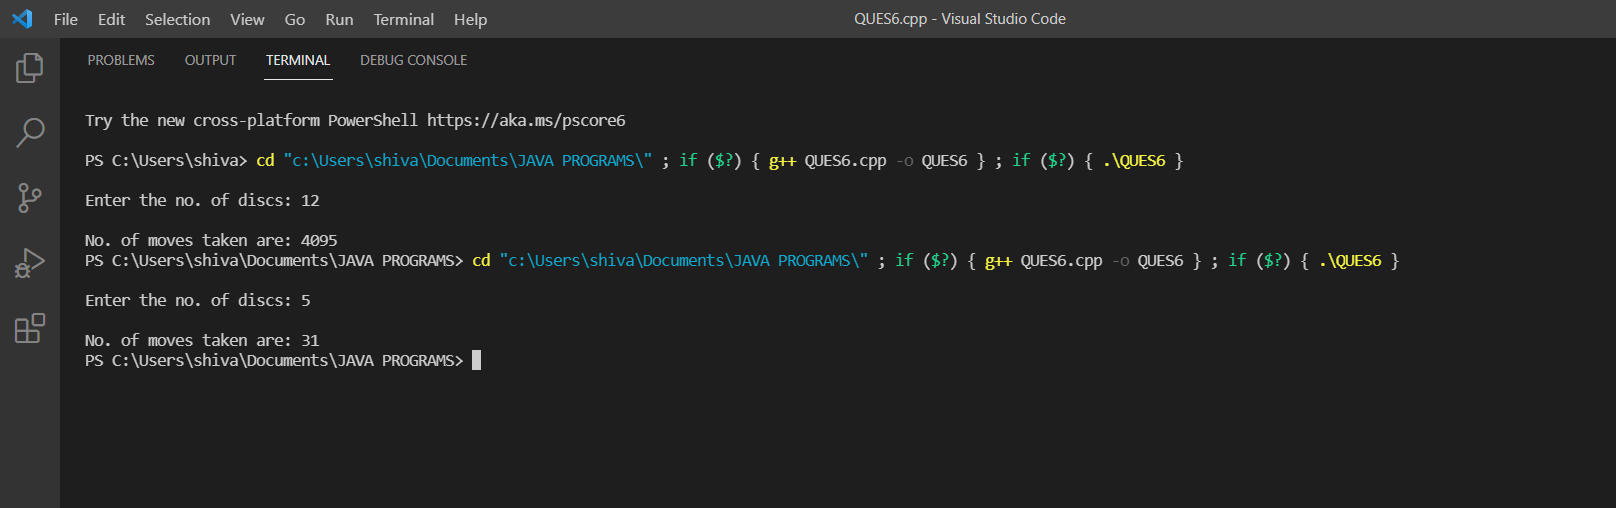 File Edit Selection View Go Run Terminal Help QUES6.cpp - Visual Studio Code
PROBLEMS OUTPUT TERMINAL DEBUG CONSOLE
Try the new cross-platform PowerShell https://aka.ms/pscore6
PS C:\Users\shiva> cd "c:\Users\shiva\Documents\JAVA PROGRAMS\" ; if ($?) { g++ QUES6.cpp -o QUES6 } ; if ($?) { .\QUES6 }
Enter the no. of discs: 12
No. of moves taken are: 4095
PS C:\Users\shiva\Documents\JAVA PROGRAMS> cd "c:\Users\shiva\Documents\JAVA PROGRAMS\" ; if ($?) { g++ QUES6.cpp -o QUES6 } ; if ($?) { .\QUES6 }
Enter the no. of discs: 5
No. of moves taken are: 31
PS C:\Users\shiva\Documents\JAVA PROGRAMS>